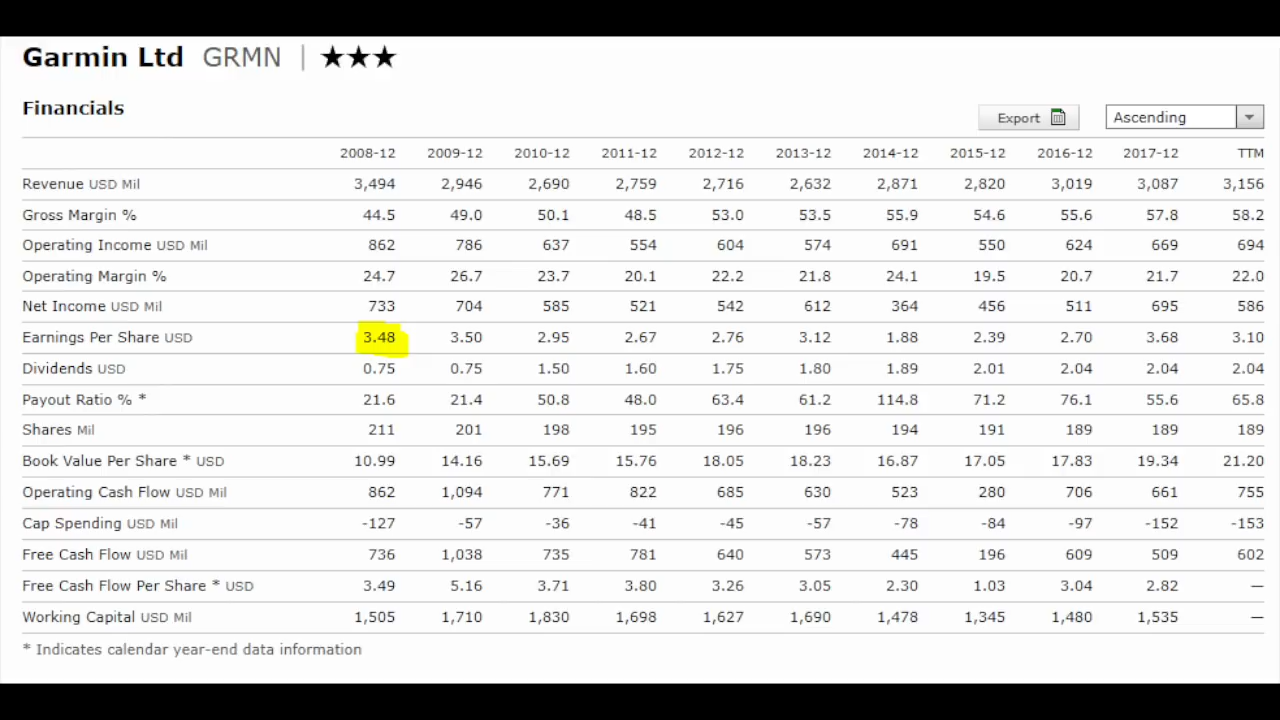 Garmin Ltd GRMN | ★★★
Financials
Export Ascending
2008-12 2009-12 2010-12 2011-12 2012-12 2013-12 2014-12 2015-12 2016-12 2017-12 TTM
Revenue USD Mil 3,494 2,946 2,690 2,759 2,716 2,632 2,871 2,820 3,019 3,087 3,156
Gross Margin % 44.5 49.0 50.1 48.5 53.0 53.5 55.9 54.6 55.6 57.8 58.2
Operating Income USD Mil 862 786 637 554 604 574 691 550 624 669 694
Operating Margin % 24.7 26.7 23.7 20.1 22.2 21.8 24.1 19.5 20.7 21.7 22.0
Net Income USD Mil 733 704 585 521 542 612 364 456 511 695 586
Earnings Per Share USD 3.48 3.50 2.95 2.67 2.76 3.12 1.88 2.39 2.70 3.68 3.10
Dividends USD 0.75 0.75 1.50 1.60 1.75 1.80 1.89 2.01 2.04 2.04 2.04
Payout Ratio % * 21.6 21.4 50.8 48.0 63.4 61.2 114.8 71.2 76.1 55.6 65.8
Shares Mil 211 201 198 195 196 196 194 191 189 189 189
Book Value Per Share * USD 10.99 14.16 15.69 15.76 18.05 18.23 16.87 17.05 17.83 19.34 21.20
Operating Cash Flow USD Mil 862 1,094 771 822 685 630 523 280 706 661 755
Cap Spending USD Mil -127 -57 -36 -41 -45 -57 -78 -84 -97 -152 -153
Free Cash Flow USD Mil 736 1,038 735 781 640 573 445 196 609 509 602
Free Cash Flow Per Share * USD 3.49 5.16 3.71 3.80 3.26 3.05 2.30 1.03 3.04 2.82 —
Working Capital USD Mil 1,505 1,710 1,830 1,698 1,627 1,690 1,478 1,345 1,480 1,535 —
* Indicates calendar year-end data information